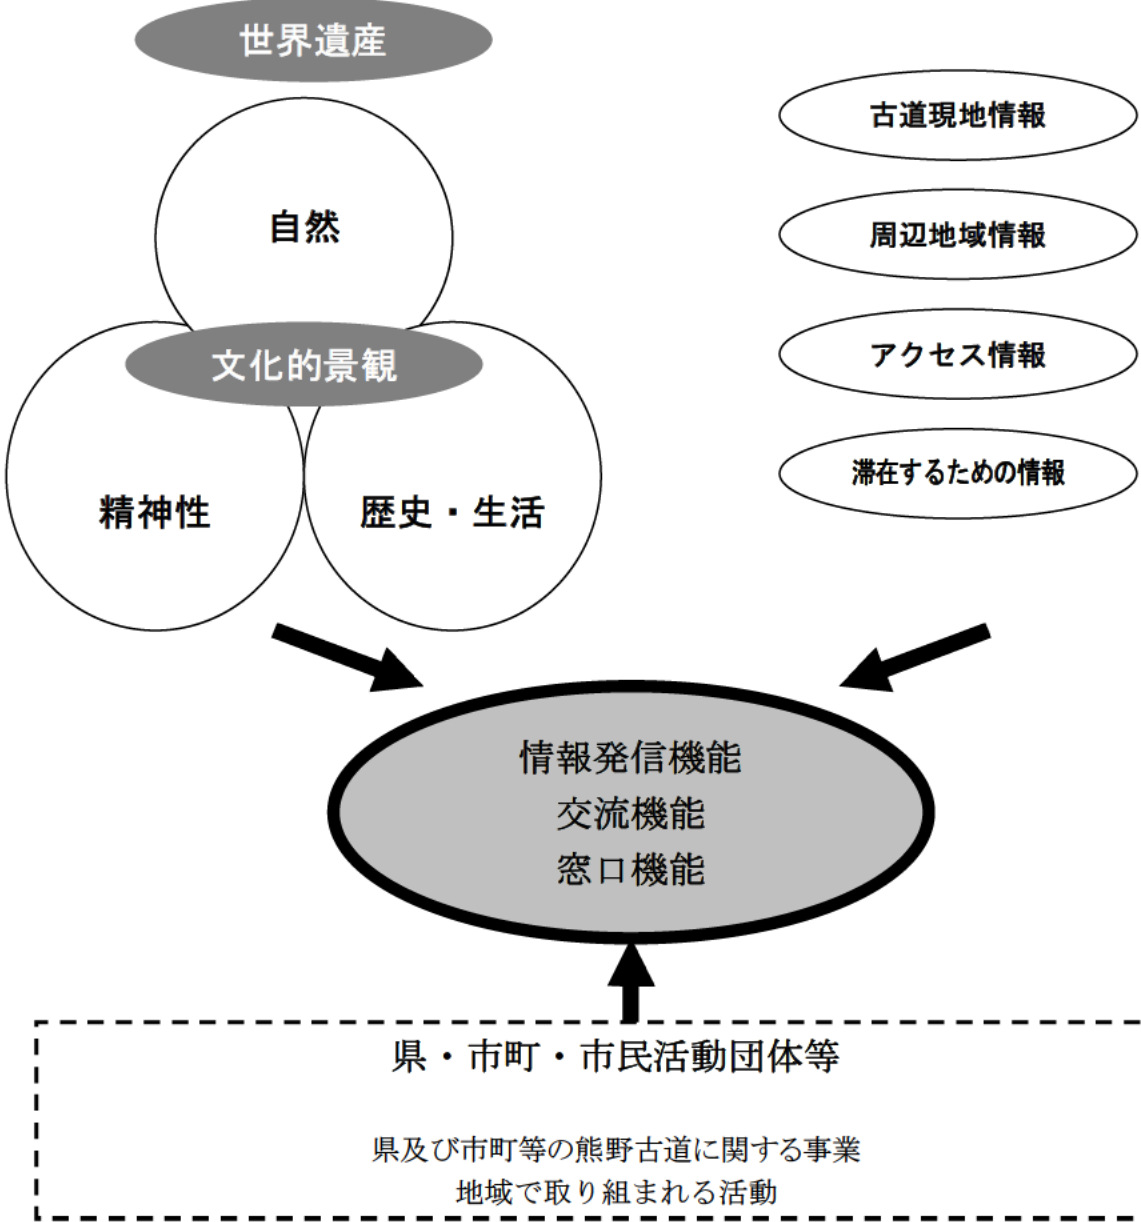 世界遺産
自然
文化的景観
精神性
歴史・生活
古道現地情報
周辺地域情報
アクセス情報
滞在するための情報
情報発信機能
交流機能
窓口機能
県・市町・市民活動団体等
県及び市町等の熊野古道に関する事業
地域で取り組まれる活動